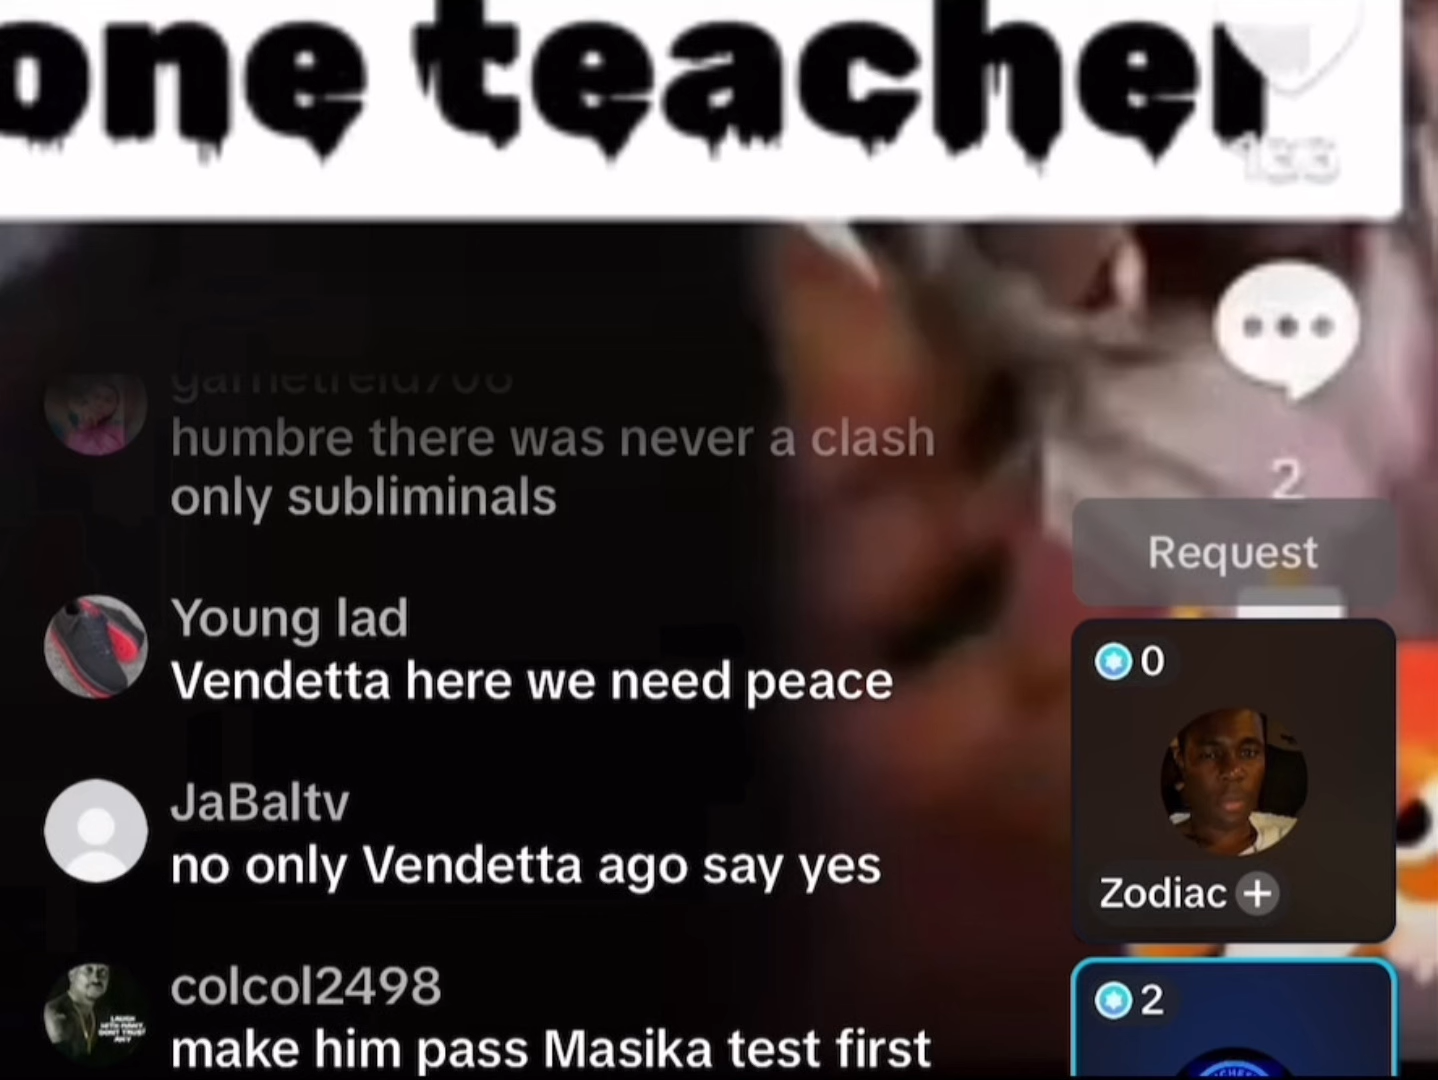 one teacher
133
humbre there was never a clash
only subliminals
2
Request
Young lad
Vendetta here we need peace
0
JaBaltv
no only Vendetta ago say yes
Zodiac
colcol2498
make him pass Masika test first
2